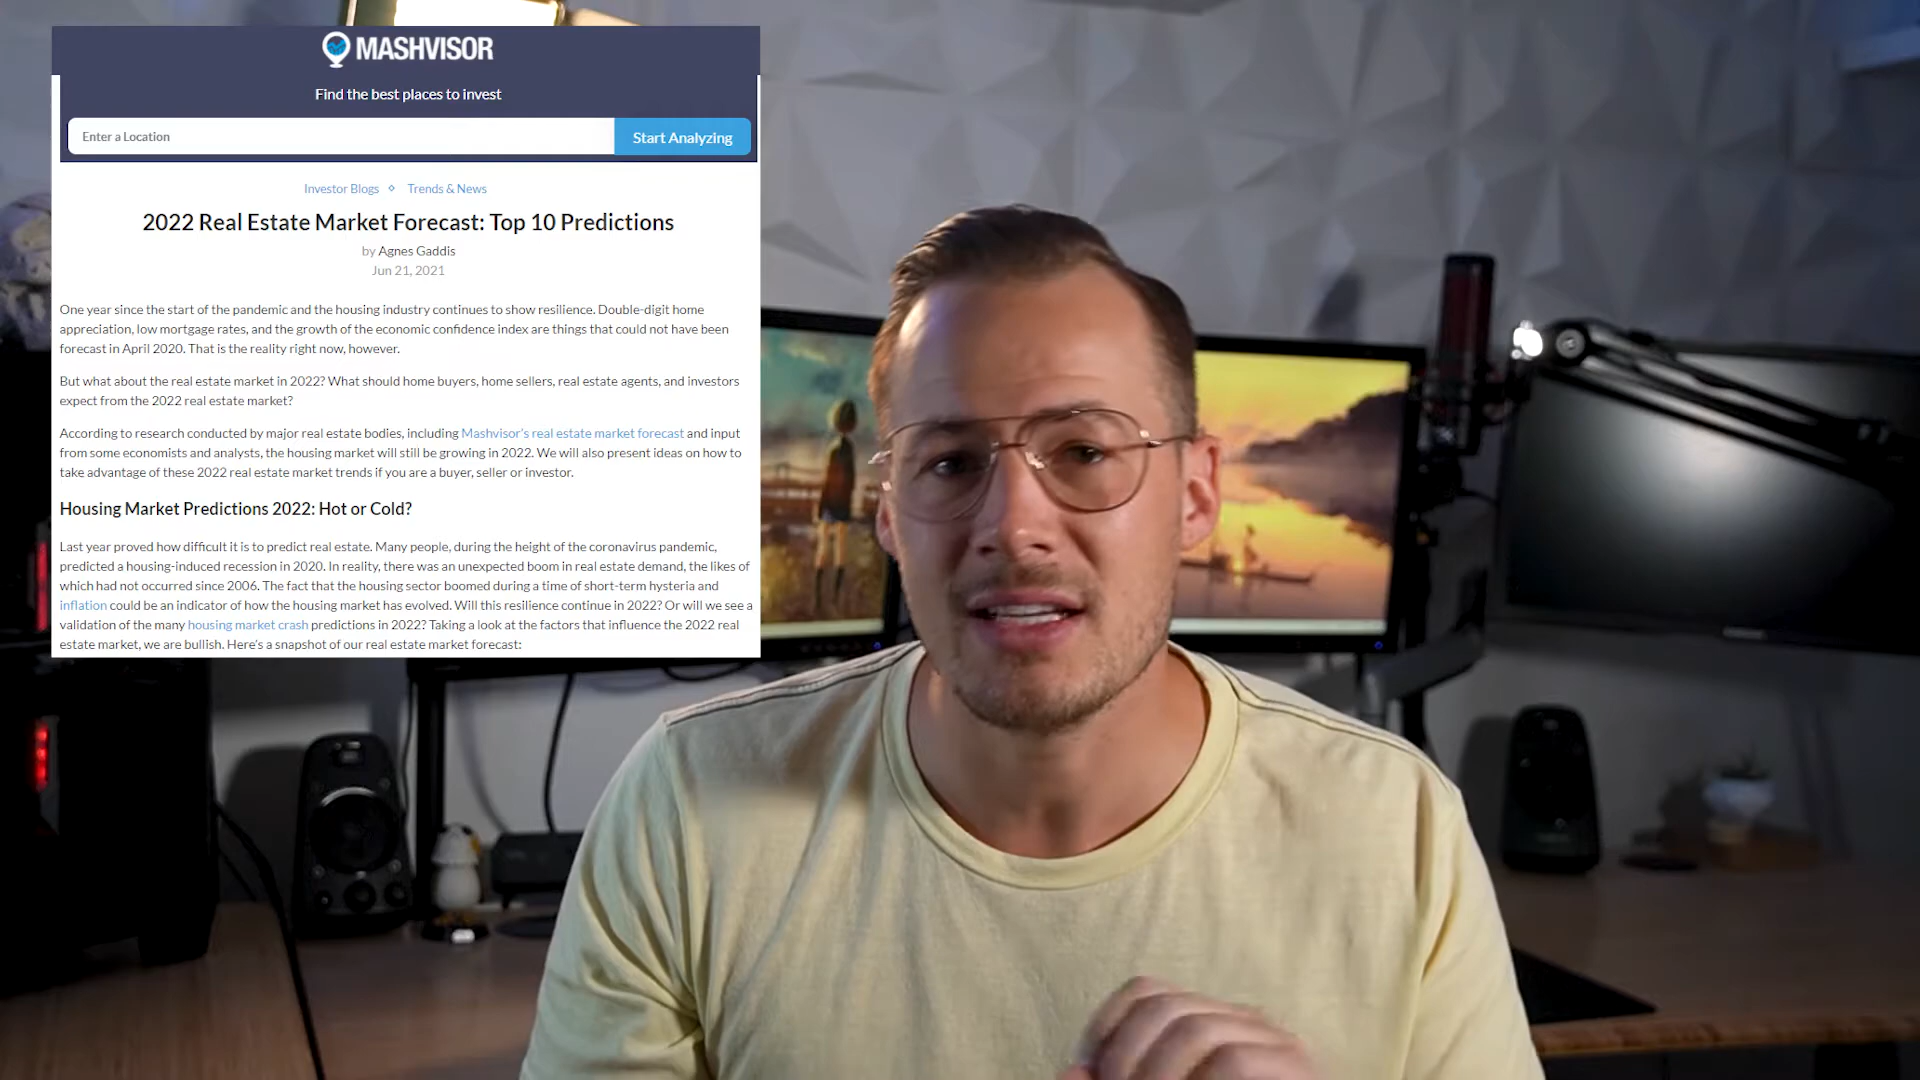 MASHVISOR
Find the best places to invest
Enter a Location
Start Analyzing
Investor Blogs ⋄ Trends & News
2022 Real Estate Market Forecast: Top 10 Predictions
by Agnes Gaddis
Jun 21, 2021
One year since the start of the pandemic and the housing industry continues to show resilience. Double-digit home
appreciation, low mortgage rates, and the growth of the economic confidence index are things that could not have been
forecast in April 2020. That is the reality right now, however.
But what about the real estate market in 2022? What should home buyers, home sellers, real estate agents, and investors
expect from the 2022 real estate market?
According to research conducted by major real estate bodies, including Mashvisor's real estate market forecast and input
from some economists and analysts, the housing market will still be growing in 2022. We will also present ideas on how to
take advantage of these 2022 real estate market trends if you are a buyer, seller or investor.
Housing Market Predictions 2022: Hot or Cold?
Last year proved how difficult it is to predict real estate. Many people, during the height of the coronavirus pandemic,
predicted a housing-induced recession in 2020. In reality, there was an unexpected boom in real estate demand, the likes of
which had not occurred since 2006. The fact that the housing sector boomed during a time of short-term hysteria and
inflation could be an indicator of how the housing market has evolved. Will this resilience continue in 2022? Or will we see a
validation of the many housing market crash predictions in 2022? Taking a look at the factors that influence the 2022 real
estate market, we are bullish. Here's a snapshot of our real estate market forecast: